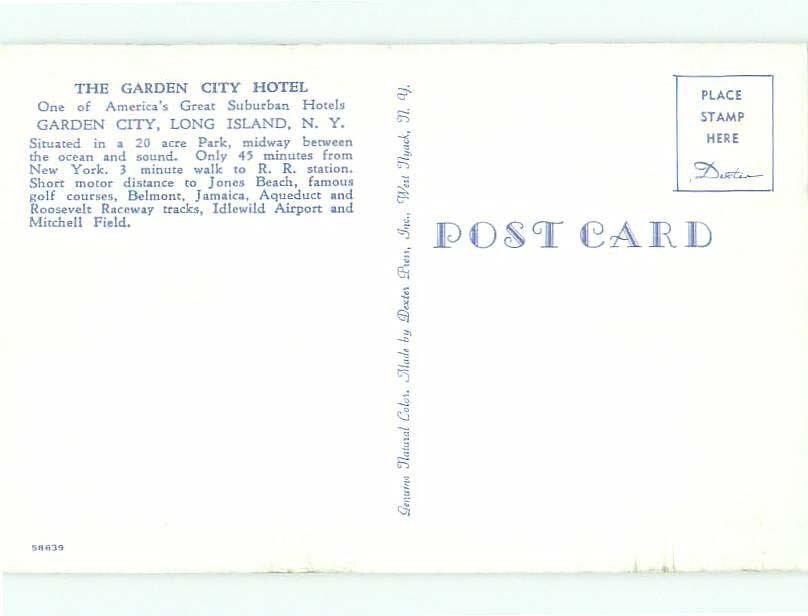 THE GARDEN CITY HOTEL
One of America's Great Suburban Hotels
GARDEN CITY, LONG ISLAND, N. Y.
Situated in a 20 acre Park, midway between
the ocean and sound. Only 45 minutes from
New York. 3 minute walk to R. R. station.
Short motor distance to Jones Beach, famous
golf courses, Belmont, Jamaica, Aqueduct and
Roosevelt Raceway tracks, Idlewild Airport and
Mitchell Field.
58639
Genuine Natural Color. Made by Dexter Press, Inc., West Nyack, N. Y.
PLACE
STAMP
HERE
Dexter
POST CARD